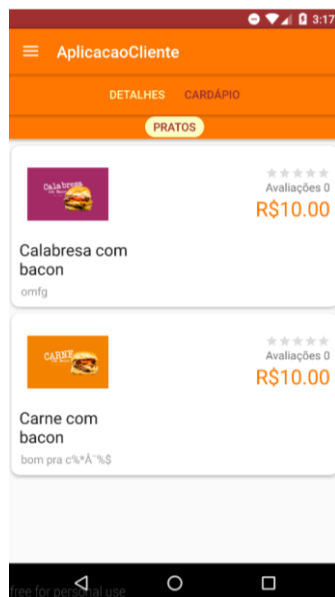 3:17
AplicacaoCliente
DETALHES CARDÁPIO
PRATOS
Calabresa
Avaliações 0
R$10.00
Calabresa com
bacon
omfg
CARNE
Avaliações 0
R$10.00
Carne com
bacon
bom pra c%*Å¨%$
free for personal use